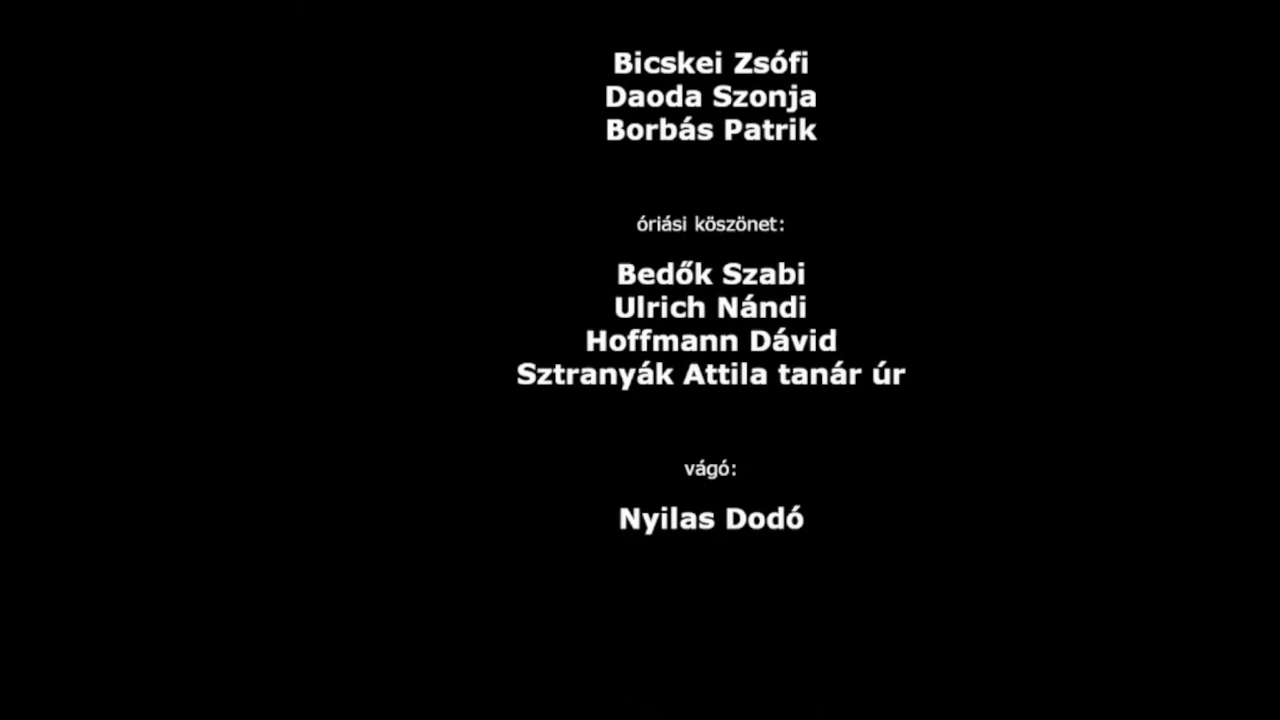 Bicskei Zsófi
Daoda Szonja
Borbás Patrik
óriási köszönet:
Bedők Szabi
Ulrich Nándi
Hoffmann Dávid
Sztranyák Attila tanár úr
vágó:
Nyilas Dodó